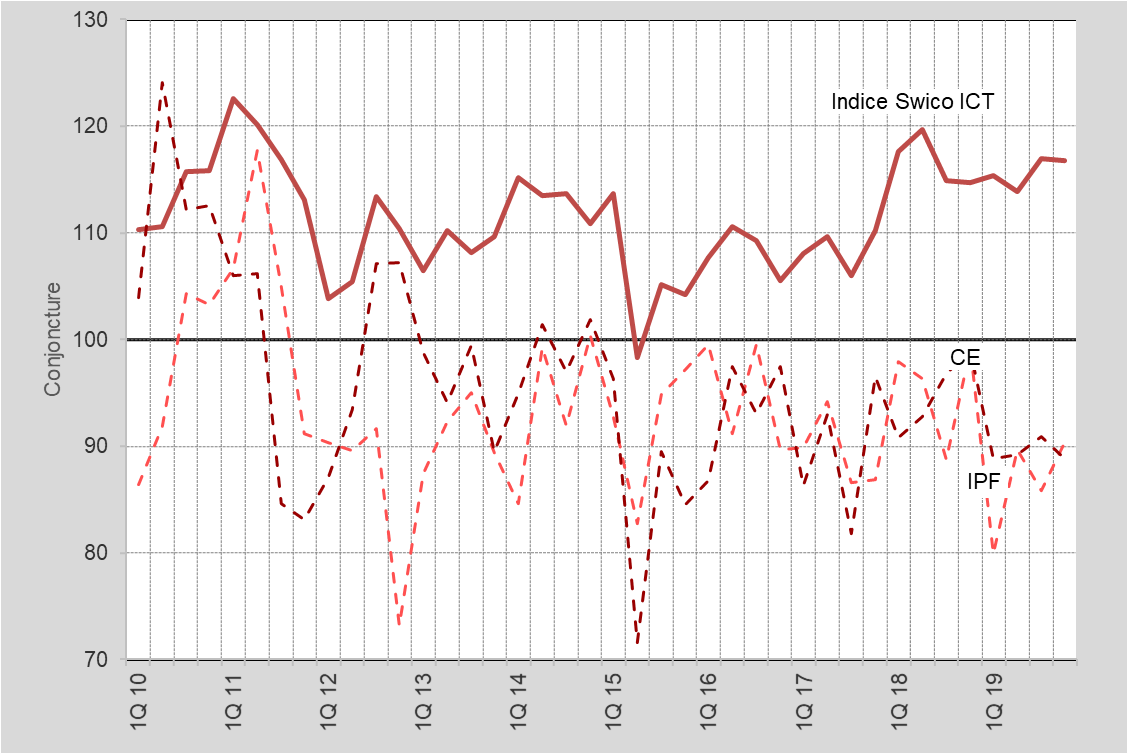 130
120
110
100
90
80
70
Conjoncture
Indice Swico ICT
CE
IPF
1Q 10
1Q 11
1Q 12
1Q 13
1Q 14
1Q 15
1Q 16
1Q 17
1Q 18
1Q 19